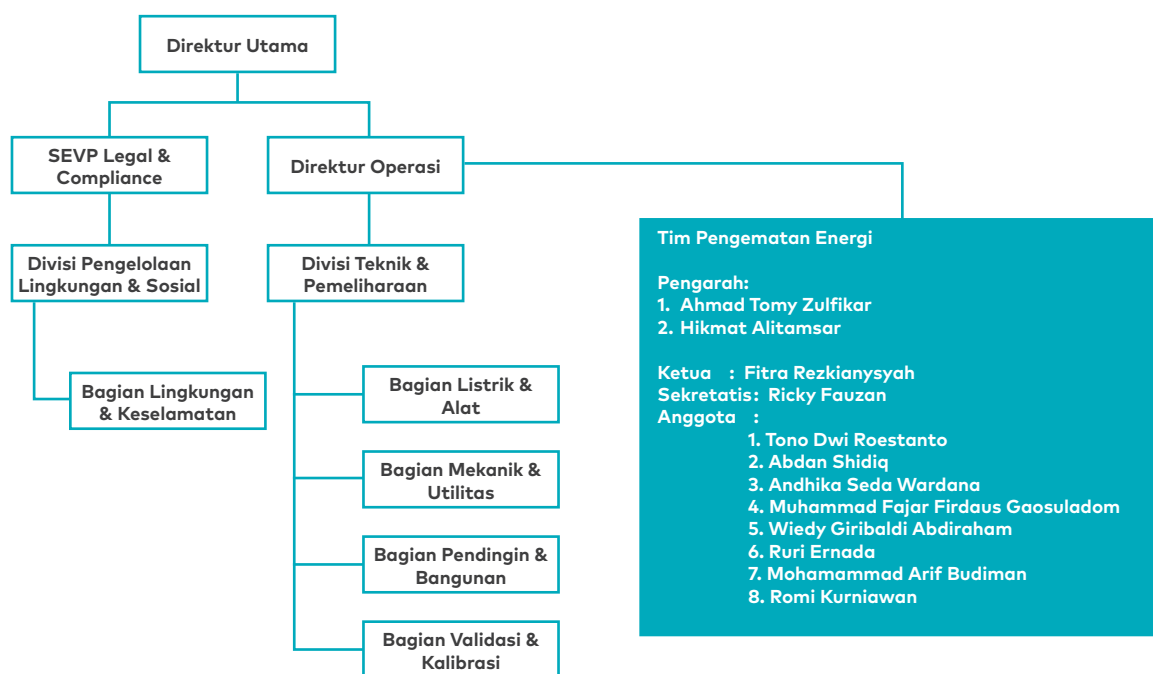 Direktur Utama
SEVP Legal &
Compliance
Direktur Operasi
Divisi Pengelolaan
Lingkungan & Sosial
Divisi Teknik &
Pemeliharaan
Bagian Lingkungan
& Keselamatan
Bagian Listrik &
Alat
Bagian Mekanik &
Utilitas
Bagian Pendingin &
Bangunan
Bagian Validasi &
Kalibrasi
Tim Pengematan Energi
Pengarah:
1. Ahmad Tomy Zulfikar
2. Hikmat Alitamsar
Ketua : Fitra Rezkianysyah
Sekretatis: Ricky Fauzan
Anggota :
1. Tono Dwi Roestanto
2. Abdan Shidiq
3. Andhika Seda Wardana
4. Muhammad Fajar Firdaus Gaosuladom
5. Wiedy Giribaldi Abdiraham
6. Ruri Ernada
7. Mohamammad Arif Budiman
8. Romi Kurniawan